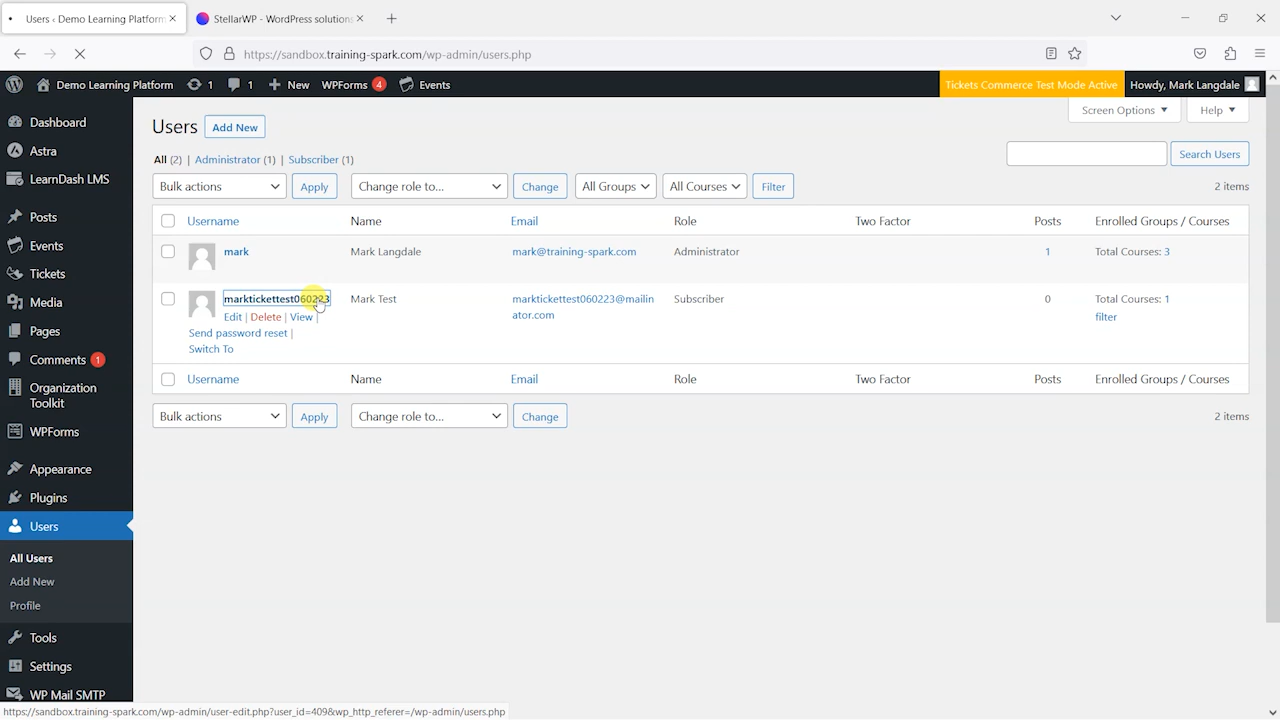 Users ‹ Demo Learning Platform
StellarWP - WordPress solutions
https://sandbox.training-spark.com/wp-admin/users.php
Demo Learning Platform 1 1 New WPForms 4 Events Tickets Commerce Test Mode Active Howdy, Mark Langdale
Screen Options Help
Dashboard
Astra
LearnDash LMS
Posts
Events
Tickets
Media
Pages
Comments 1
Organization
Toolkit
WPForms
Appearance
Plugins
Users
All Users
Add New
Profile
Tools
Settings
WP Mail SMTP
Users Add New
All (2) | Administrator (1) | Subscriber (1)
Search Users
Bulk actions Apply Change role to... Change All Groups All Courses Filter 2 items
Username Name Email Role Two Factor Posts Enrolled Groups / Courses
mark Mark Langdale mark@training-spark.com Administrator 1 Total Courses: 3
marktickettest060223 Mark Test marktickettest060223@mailin Subscriber 0 Total Courses: 1
Edit | Delete | View | ator.com filter
Send password reset |
Switch To
Username Name Email Role Two Factor Posts Enrolled Groups / Courses
Bulk actions Apply Change role to... Change 2 items
https://sandbox.training-spark.com/wp-admin/user-edit.php?user_id=409&wp_http_referer=/wp-admin/users.php